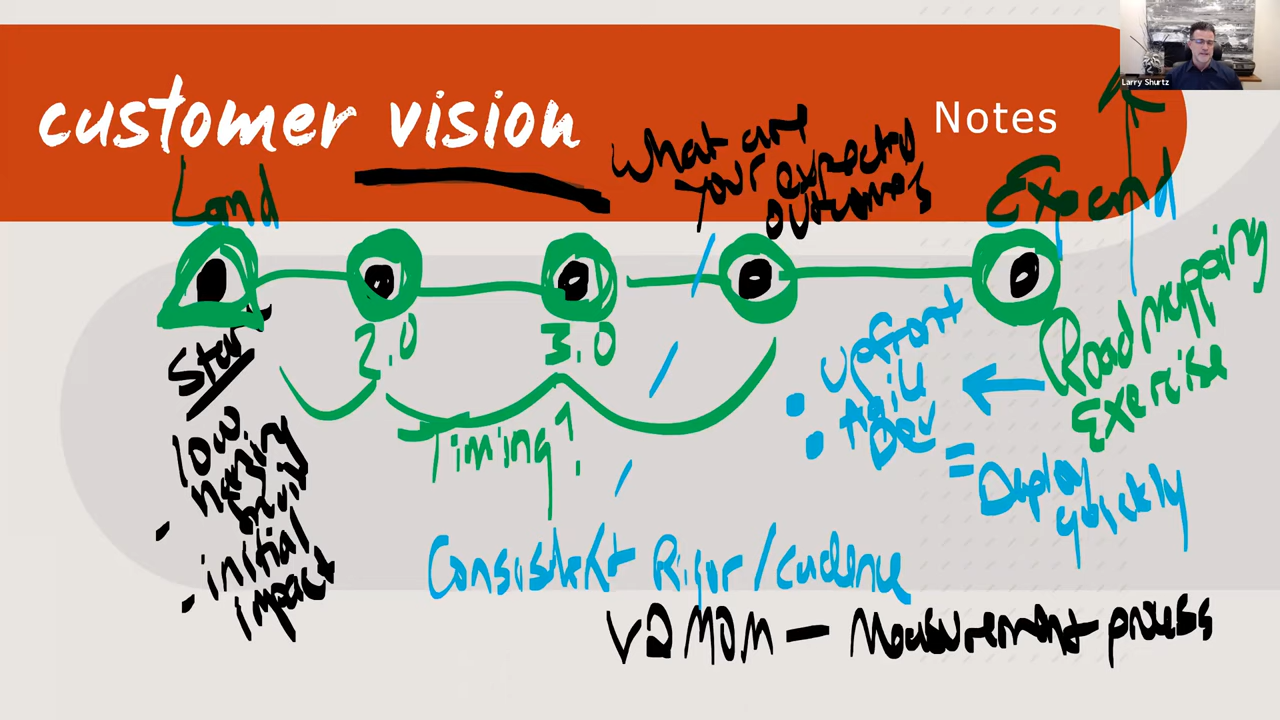 Larry Shurtz
customer vision
Notes
What are
your expected
outcomes
Land
Expand
2.0
3.0
Start
low
hanging
fruit
initial
impact
Timing?
upfront
Agile
Dev
Road mapping
Exercise
= Deploy
quickly
Consistent Rigor/cadence
V2MOM — Measurement process